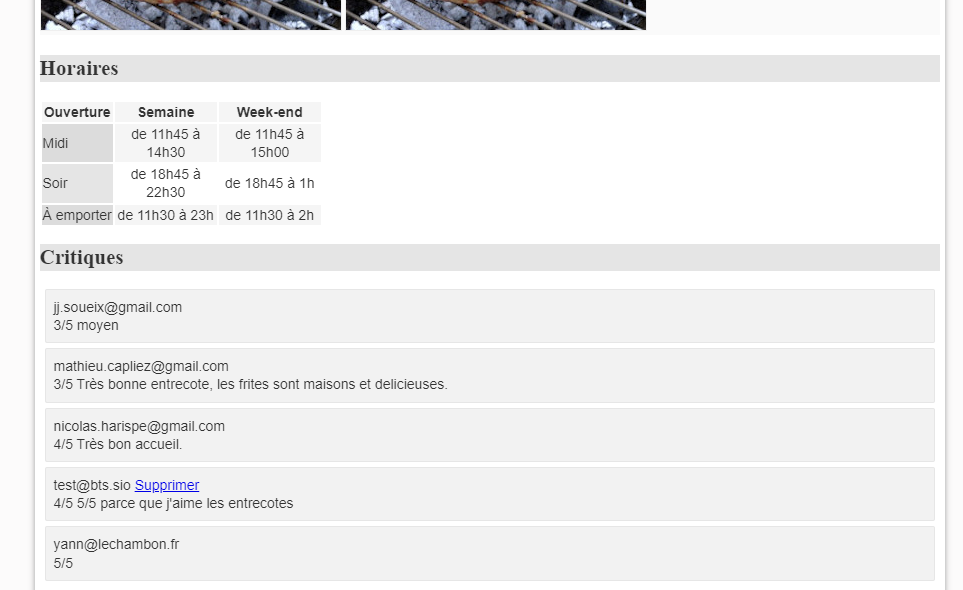 Horaires
Ouverture Semaine Week-end
Midi de 11h45 à 14h30 de 11h45 à 15h00
Soir de 18h45 à 22h30 de 18h45 à 1h
À emporter de 11h30 à 23h de 11h30 à 2h
Critiques
jj.soueix@gmail.com
3/5 moyen
mathieu.capliez@gmail.com
3/5 Très bonne entrecote, les frites sont maisons et delicieuses.
nicolas.harispe@gmail.com
4/5 Très bon accueil.
test@bts.sio Supprimer
4/5 5/5 parce que j'aime les entrecotes
yann@lechambon.fr
5/5